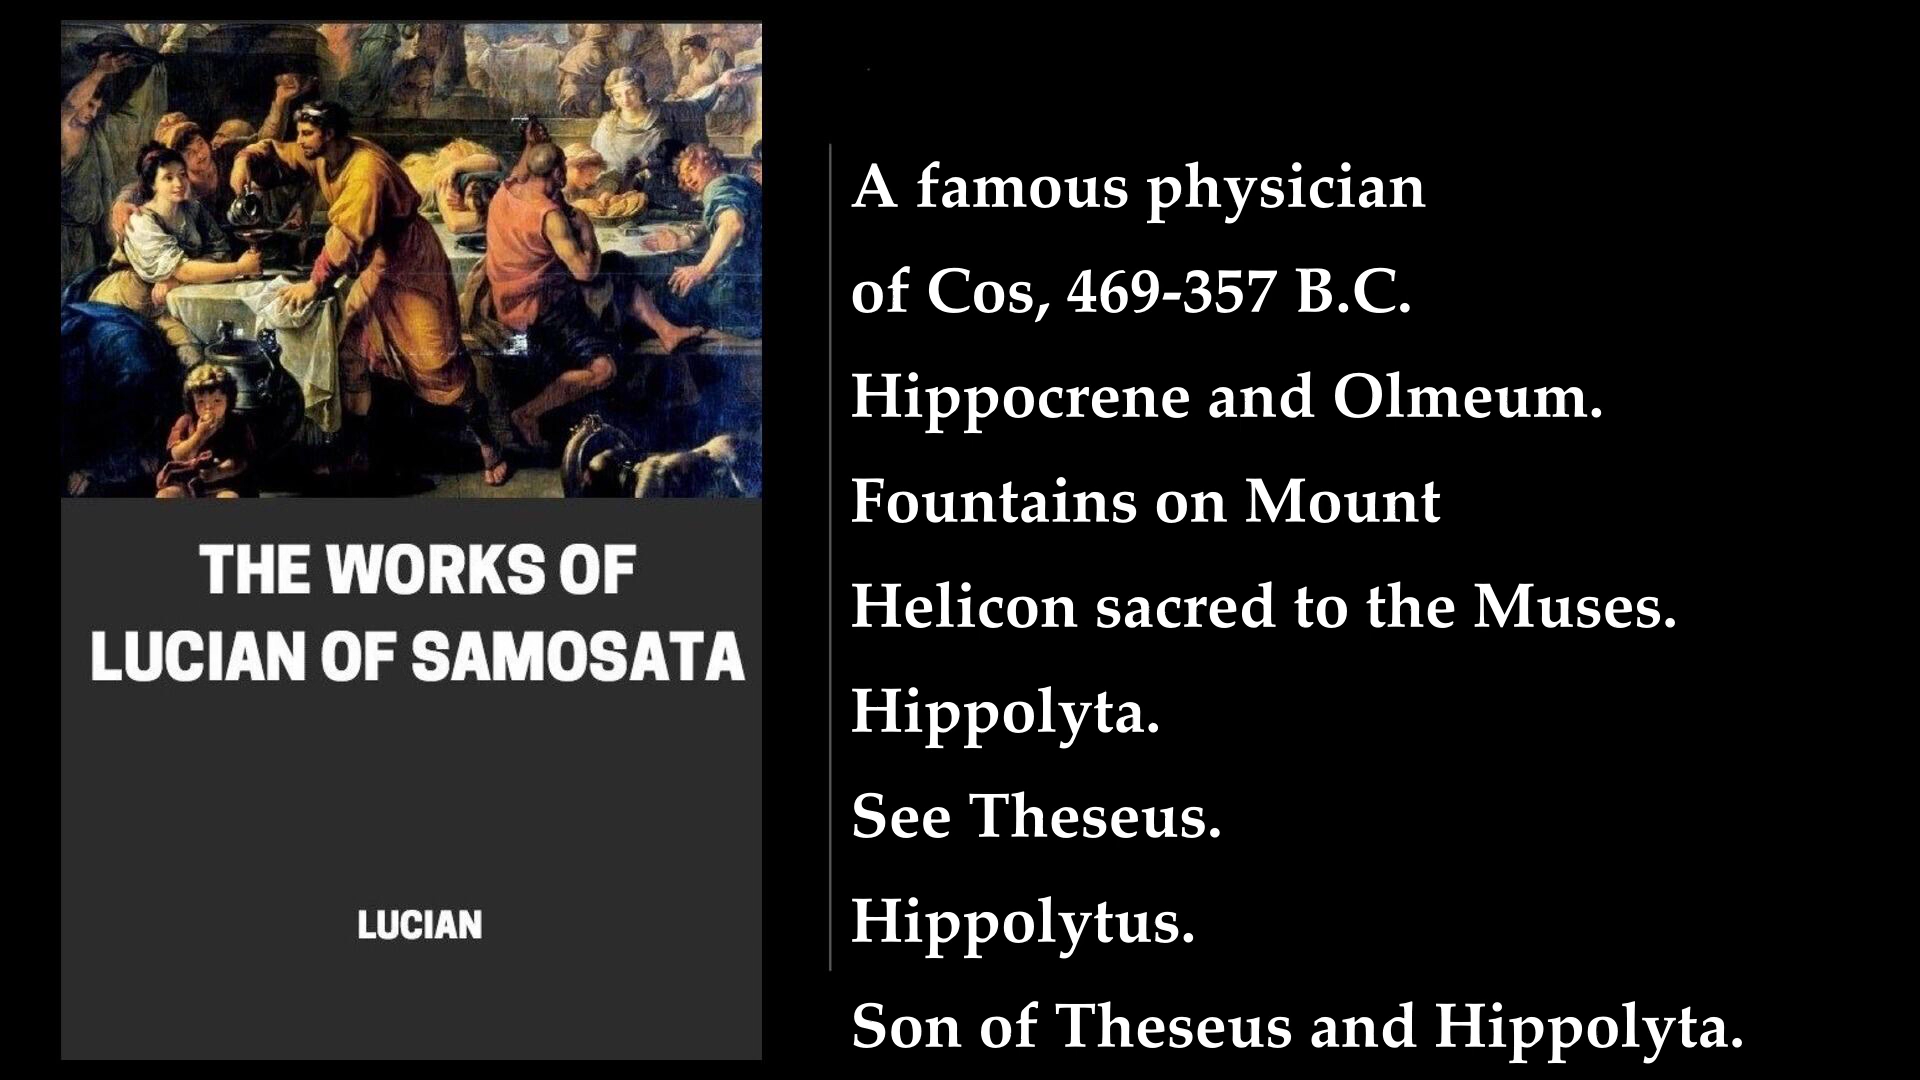 THE WORKS OF
LUCIAN OF SAMOSATA
LUCIAN
A famous physician
of Cos, 469-357 B.C.
Hippocrene and Olmeum.
Fountains on Mount
Helicon sacred to the Muses.
Hippolyta.
See Theseus.
Hippolytus.
Son of Theseus and Hippolyta.